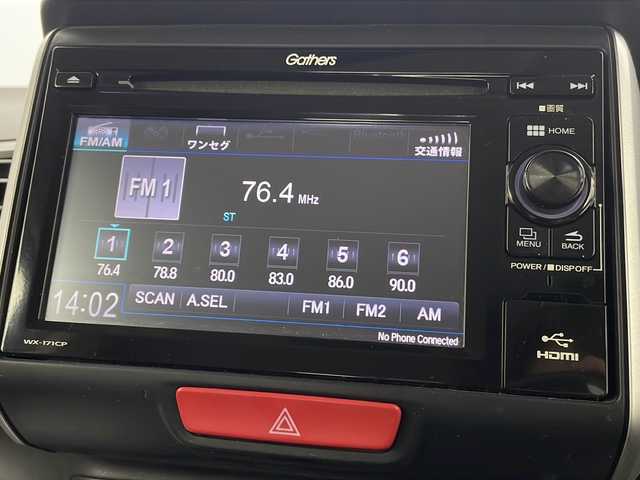 Gathers
画質
FM/AM
ワンセグ
交通情報
HOME
FM 1
76.4 MHz
ST
MENU
BACK
1 2 3 4 5 6
76.4 78.8 80.0 83.0 86.0 90.0
POWER/ DISP OFF
14:02 SCAN A.SEL FM1 FM2 AM
No Phone Connected
WX-171CP
HDMI